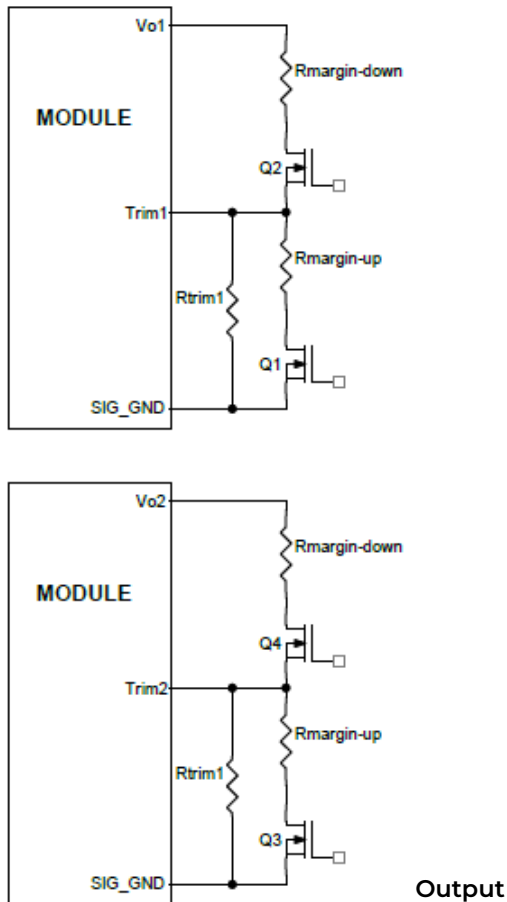 Vo1
Rmargin-down
MODULE
Q2
Trim1
Rmargin-up
Rtrim1
Q1
SIG_GND
Vo2
Rmargin-down
MODULE
Q4
Trim2
Rmargin-up
Rtrim1
Q3
SIG_GND
Output